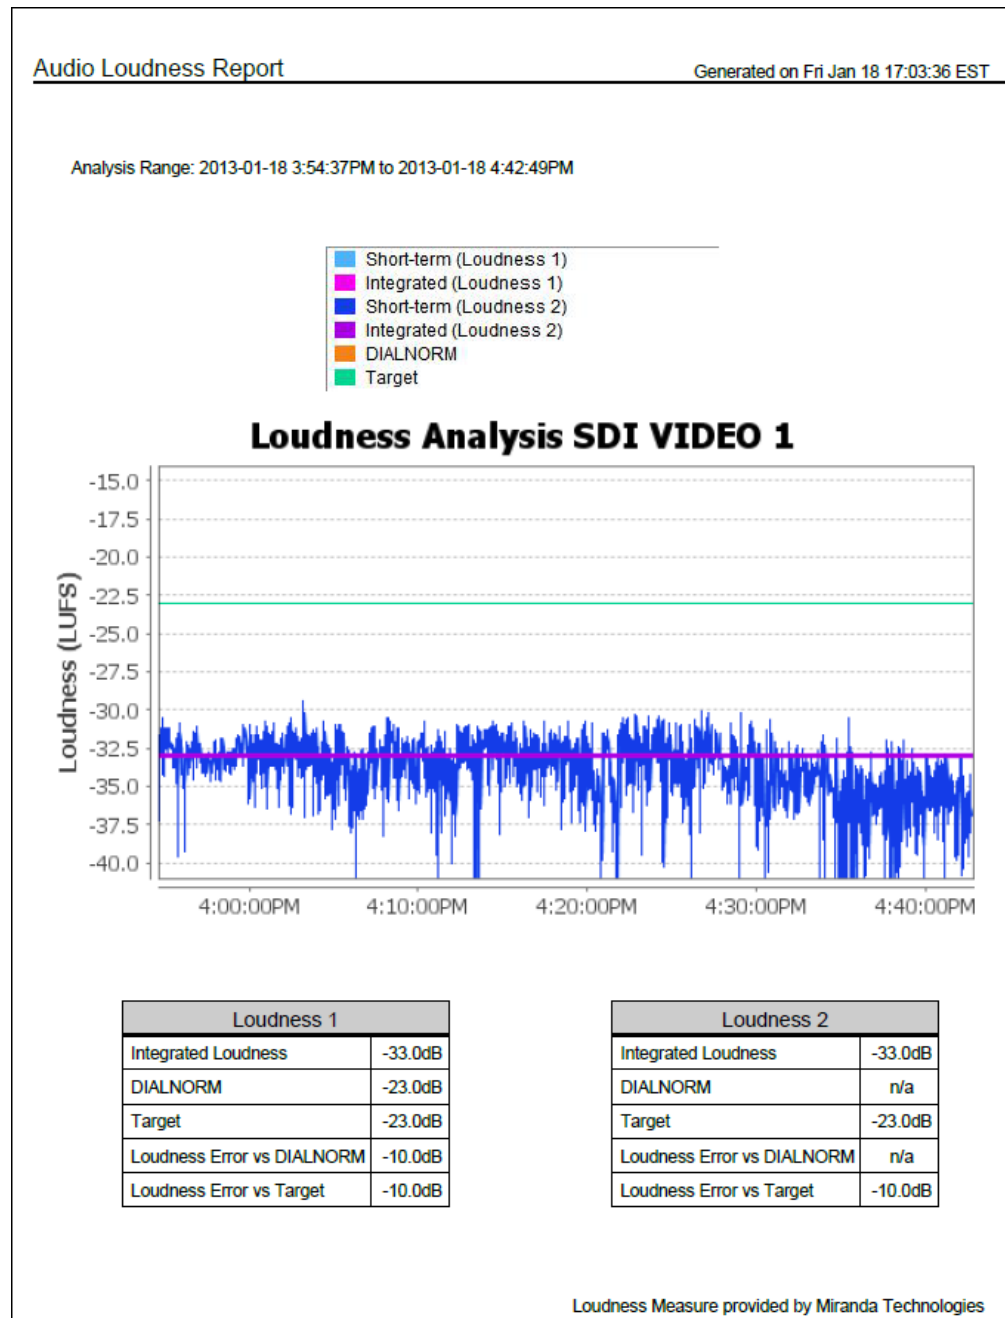 Audio Loudness Report
Generated on Fri Jan 18 17:03:36 EST
Analysis Range: 2013-01-18 3:54:37PM to 2013-01-18 4:42:49PM
Short-term (Loudness 1)
Integrated (Loudness 1)
Short-term (Loudness 2)
Integrated (Loudness 2)
DIALNORM
Target
Loudness Analysis SDI VIDEO 1
Loudness (LUFS)
-15.0
-17.5
-20.0
-22.5
-25.0
-27.5
-30.0
-32.5
-35.0
-37.5
-40.0
4:00:00PM 4:10:00PM 4:20:00PM 4:30:00PM 4:40:00PM
Loudness 1
Integrated Loudness -33.0dB
DIALNORM -23.0dB
Target -23.0dB
Loudness Error vs DIALNORM -10.0dB
Loudness Error vs Target -10.0dB
Loudness 2
Integrated Loudness -33.0dB
DIALNORM n/a
Target -23.0dB
Loudness Error vs DIALNORM n/a
Loudness Error vs Target -10.0dB
Loudness Measure provided by Miranda Technologies